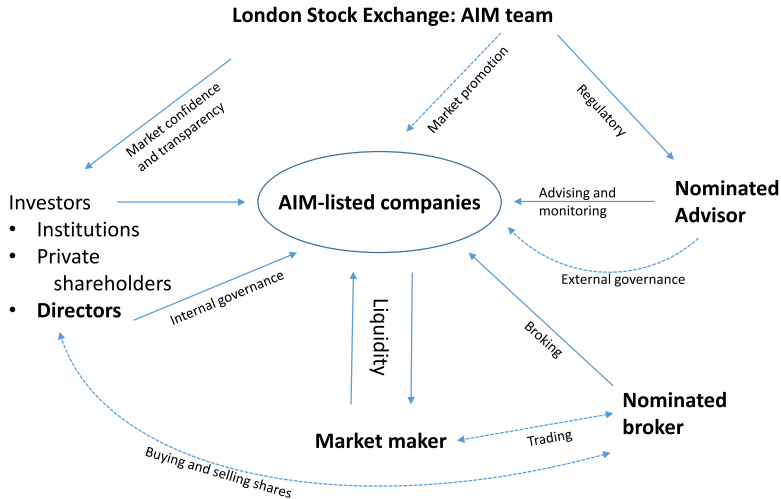 London Stock Exchange: AIM team
Market confidence
and transparency
Market promotion
Regulatory
Investors
• Institutions
• Private
shareholders
• Directors
AIM-listed companies
Advising and
monitoring
Nominated
Advisor
External governance
Internal governance
Liquidity
Broking
Nominated
broker
Market maker
Trading
Buying and selling shares